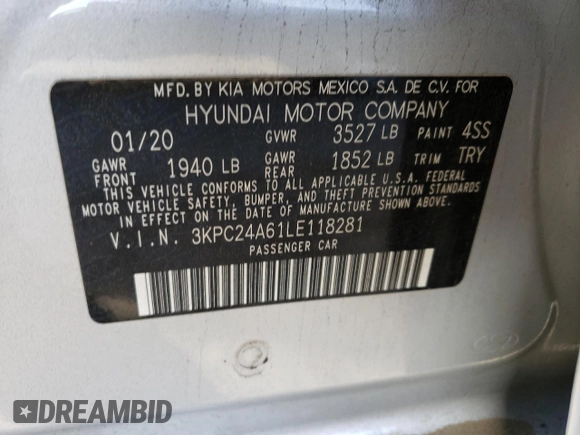 MFD. BY KIA MOTORS MEXICO S.A. DE C.V. FOR
HYUNDAI MOTOR COMPANY
01/20 GVWR 3527 LB PAINT 4SS
GAWR FRONT 1940 LB GAWR REAR 1852 LB TRIM TRY
THIS VEHICLE CONFORMS TO ALL APPLICABLE U.S.A. FEDERAL
MOTOR VEHICLE SAFETY, BUMPER, AND THEFT PREVENTION STANDARDS
IN EFFECT ON THE DATE OF MANUFACTURE SHOWN ABOVE.
V.I.N. 3KPC24A61LE118281
PASSENGER CAR
DREAMBID